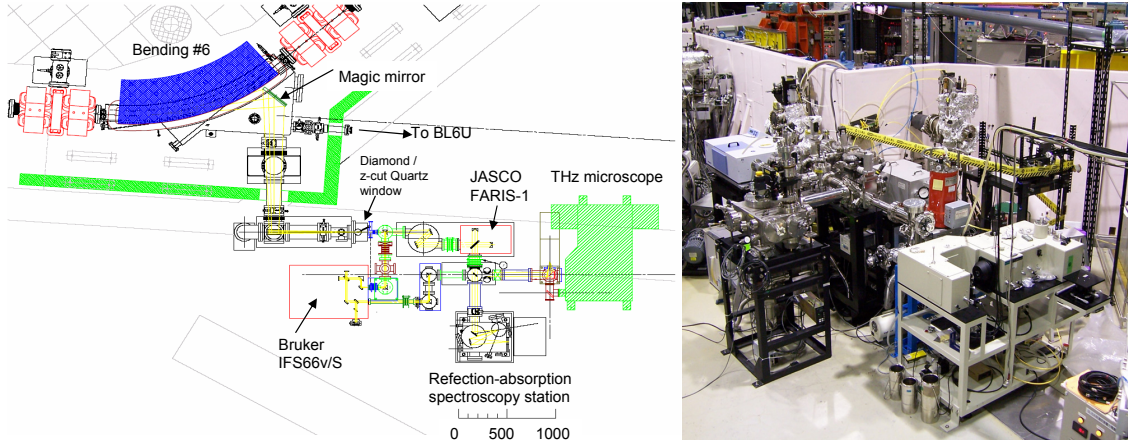 Bending #6
Magic mirror
To BL6U
Diamond /
z-cut Quartz
window
JASCO
FARIS-1
THz microscope
Bruker
IFS66v/S
Refection-absorption
spectroscopy station
0 500 1000